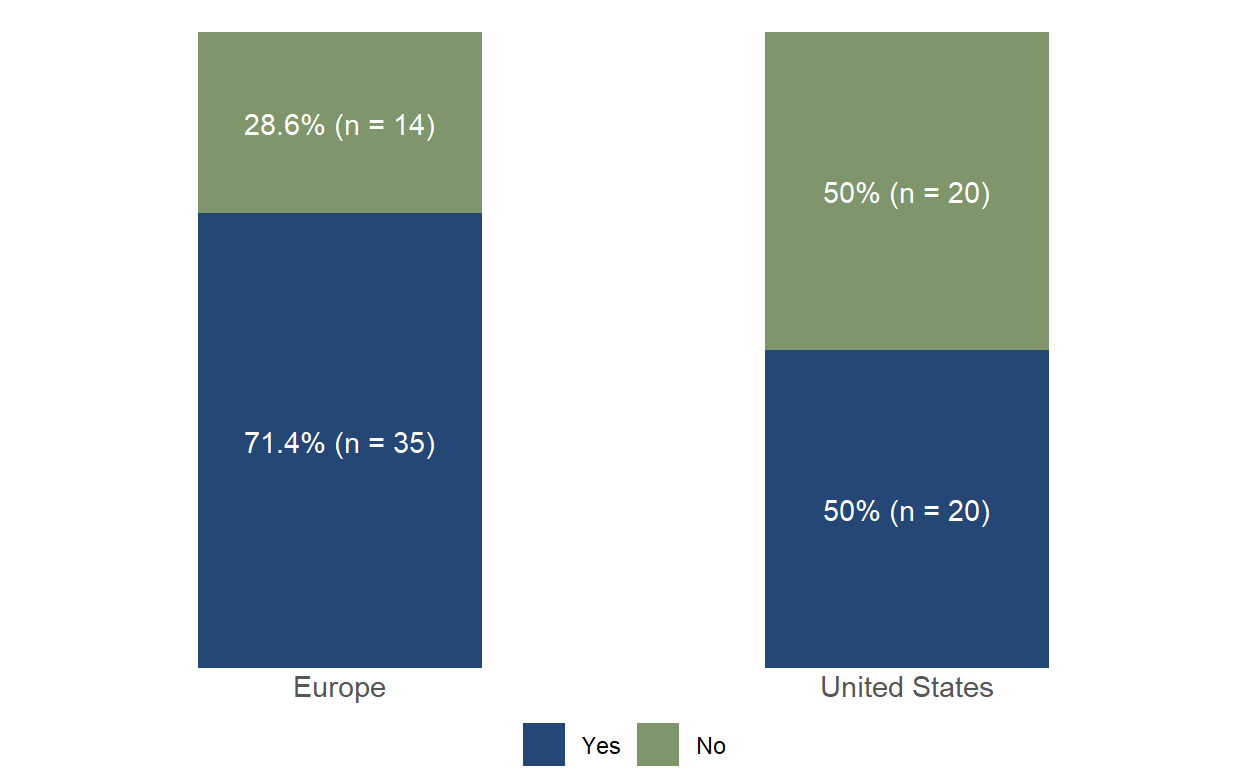 28.6% (n = 14)
50% (n = 20)
71.4% (n = 35)
50% (n = 20)
Europe
United States
Yes
No